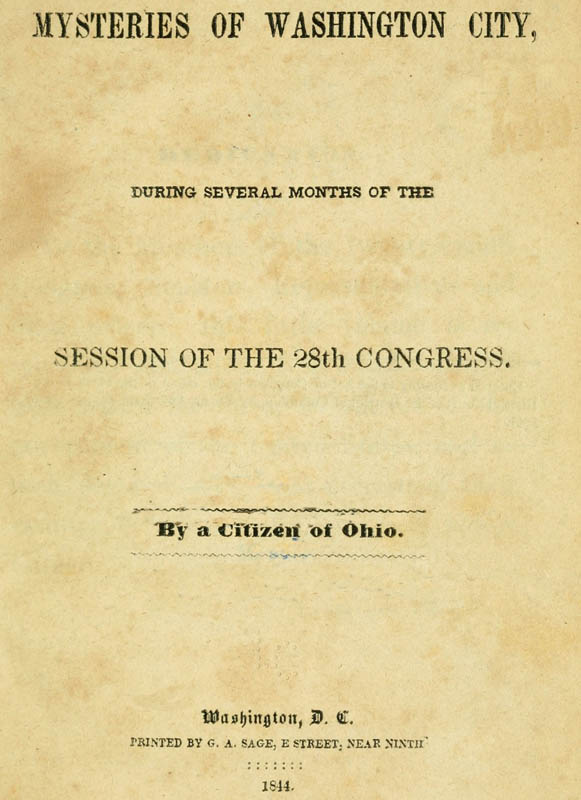 MYSTERIES OF WASHINGTON CITY,
DURING SEVERAL MONTHS OF THE
SESSION OF THE 28th CONGRESS.
By a Citizen of Ohio.
Washington, D. C.
PRINTED BY G. A. SAGE, E STREET, NEAR NINTH
: : : : : : :
1844.